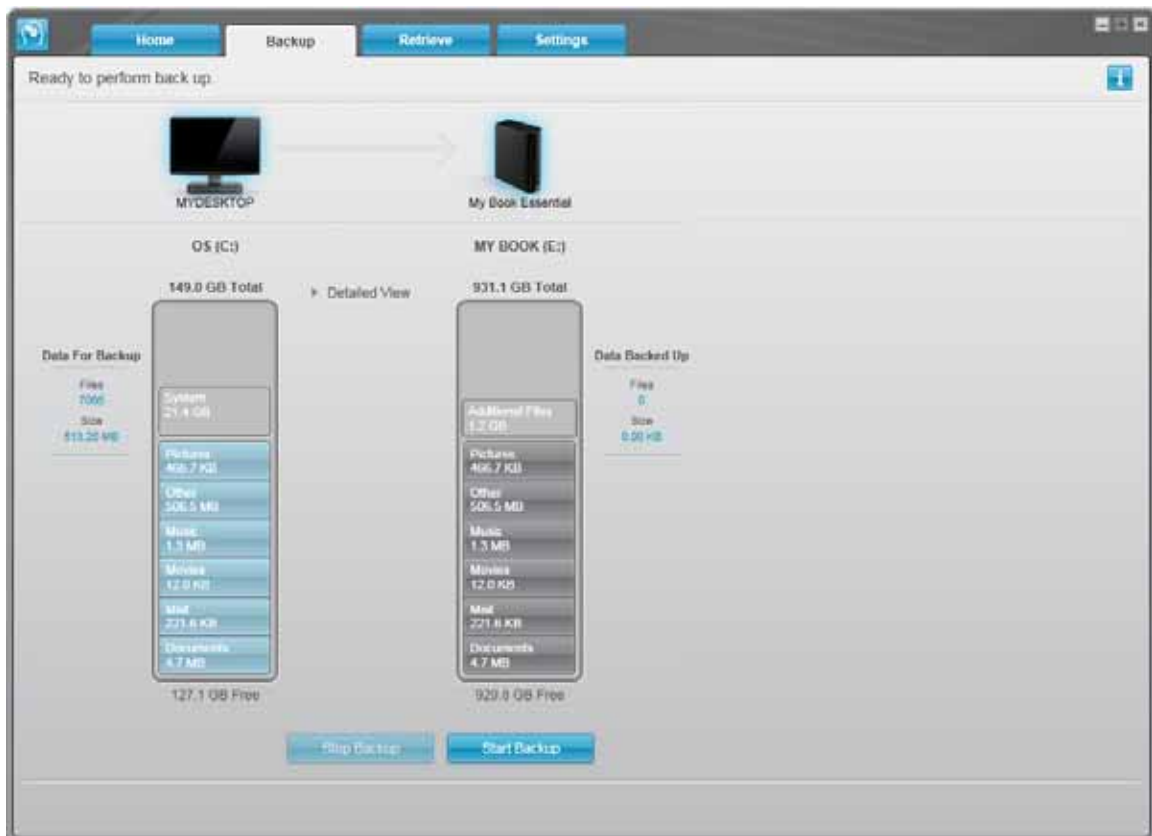 Home Backup Retrieve Settings
Ready to perform back up.
MYDESKTOP My Book Essential
OS (C:) MY BOOK (E:)
149.0 GB Total Detailed View 931.1 GB Total
Data For Backup Data Backed Up
Files Files
0
Size Size
513.20 MB 0.00 KB
System
21.4 GB
Additional Files
1.2 GB
Pictures Pictures
466.7 KB 466.7 KB
Other Other
506.5 MB 506.5 MB
Music Music
1.3 MB 1.3 MB
Movies Movies
12.0 KB 12.0 KB
Mail Mail
221.6 KB 221.6 KB
Documents Documents
4.7 MB 4.7 MB
127.1 GB Free GB Free
Stop Backup Start Backup